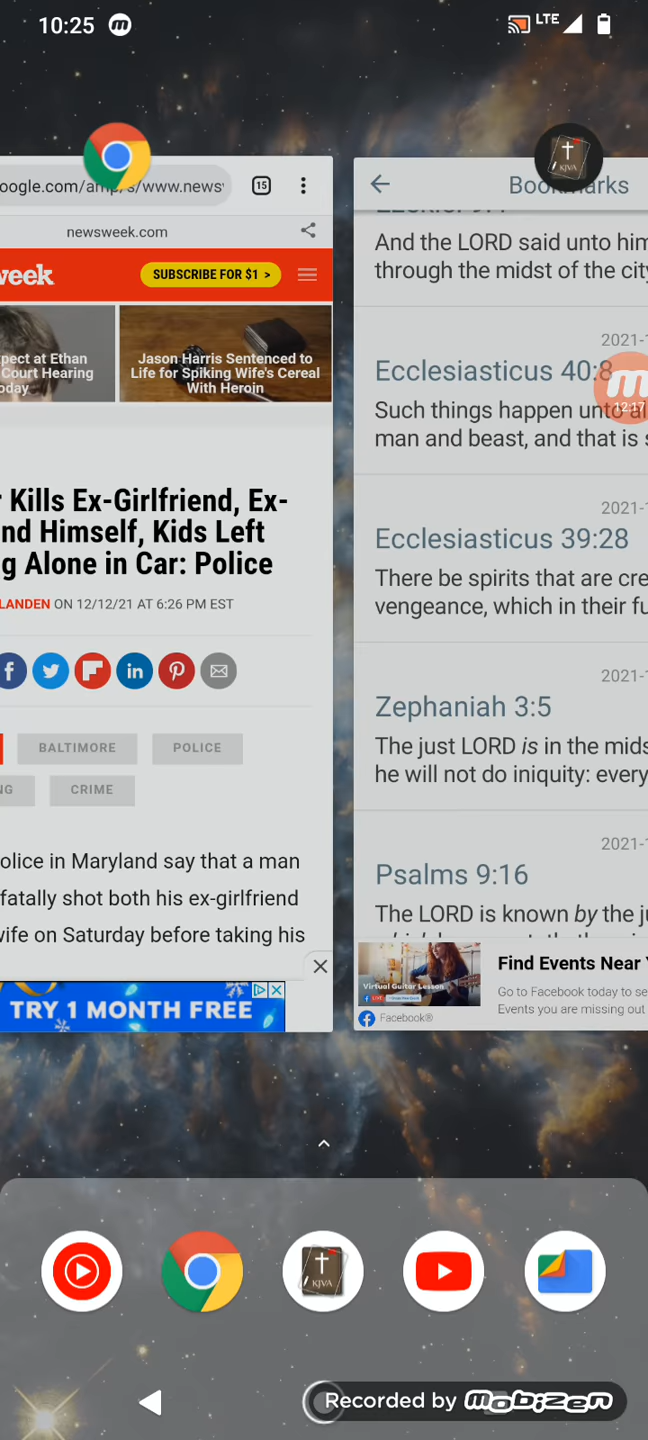 10:25
LTE
oogle.com/amp/s/www.news
15
newsweek.com
week
SUBSCRIBE FOR $1 >
pect at Ethan
Court Hearing
oday
Jason Harris Sentenced to
Life for Spiking Wife's Cereal
With Heroin
r Kills Ex-Girlfriend, Ex-
nd Himself, Kids Left
g Alone in Car: Police
LANDEN ON 12/12/21 AT 6:26 PM EST
BALTIMORE
POLICE
NG
CRIME
olice in Maryland say that a man
fatally shot both his ex-girlfriend
wife on Saturday before taking his
TRY 1 MONTH FREE
KJVA
Bookmarks
And the LORD said unto him
through the midst of the city
2021-1
Ecclesiasticus 40:8
12:17
Such things happen unto al
man and beast, and that is s
2021-1
Ecclesiasticus 39:28
There be spirits that are cre
vengeance, which in their fu
2021-1
Zephaniah 3:5
The just LORD is in the mids
he will not do iniquity: every
2021-1
Psalms 9:16
The LORD is known by the ju
Virtual Guitar Lesson
LIVE
Facebook®
Find Events Near Y
Go to Facebook today to se
Events you are missing out
KJVA
Recorded by mobizen